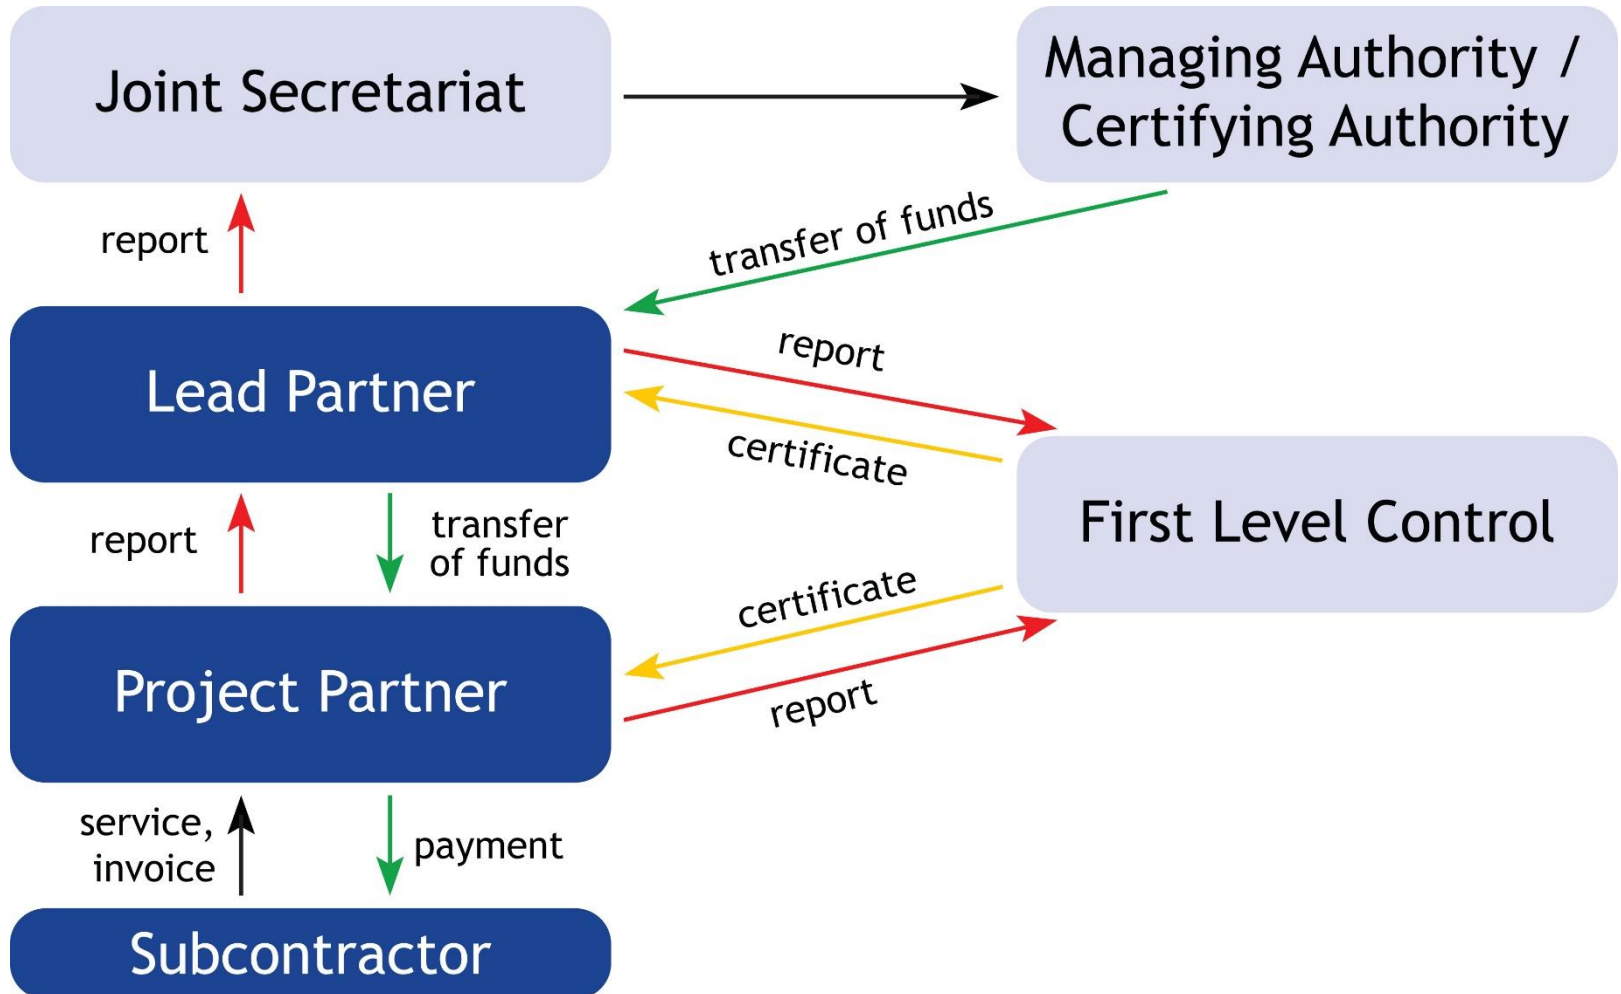 Joint Secretariat
Managing Authority /
Certifying Authority
report
transfer of funds
Lead Partner
report
certificate
First Level Control
report
transfer
of funds
certificate
Project Partner
report
service,
invoice
payment
Subcontractor